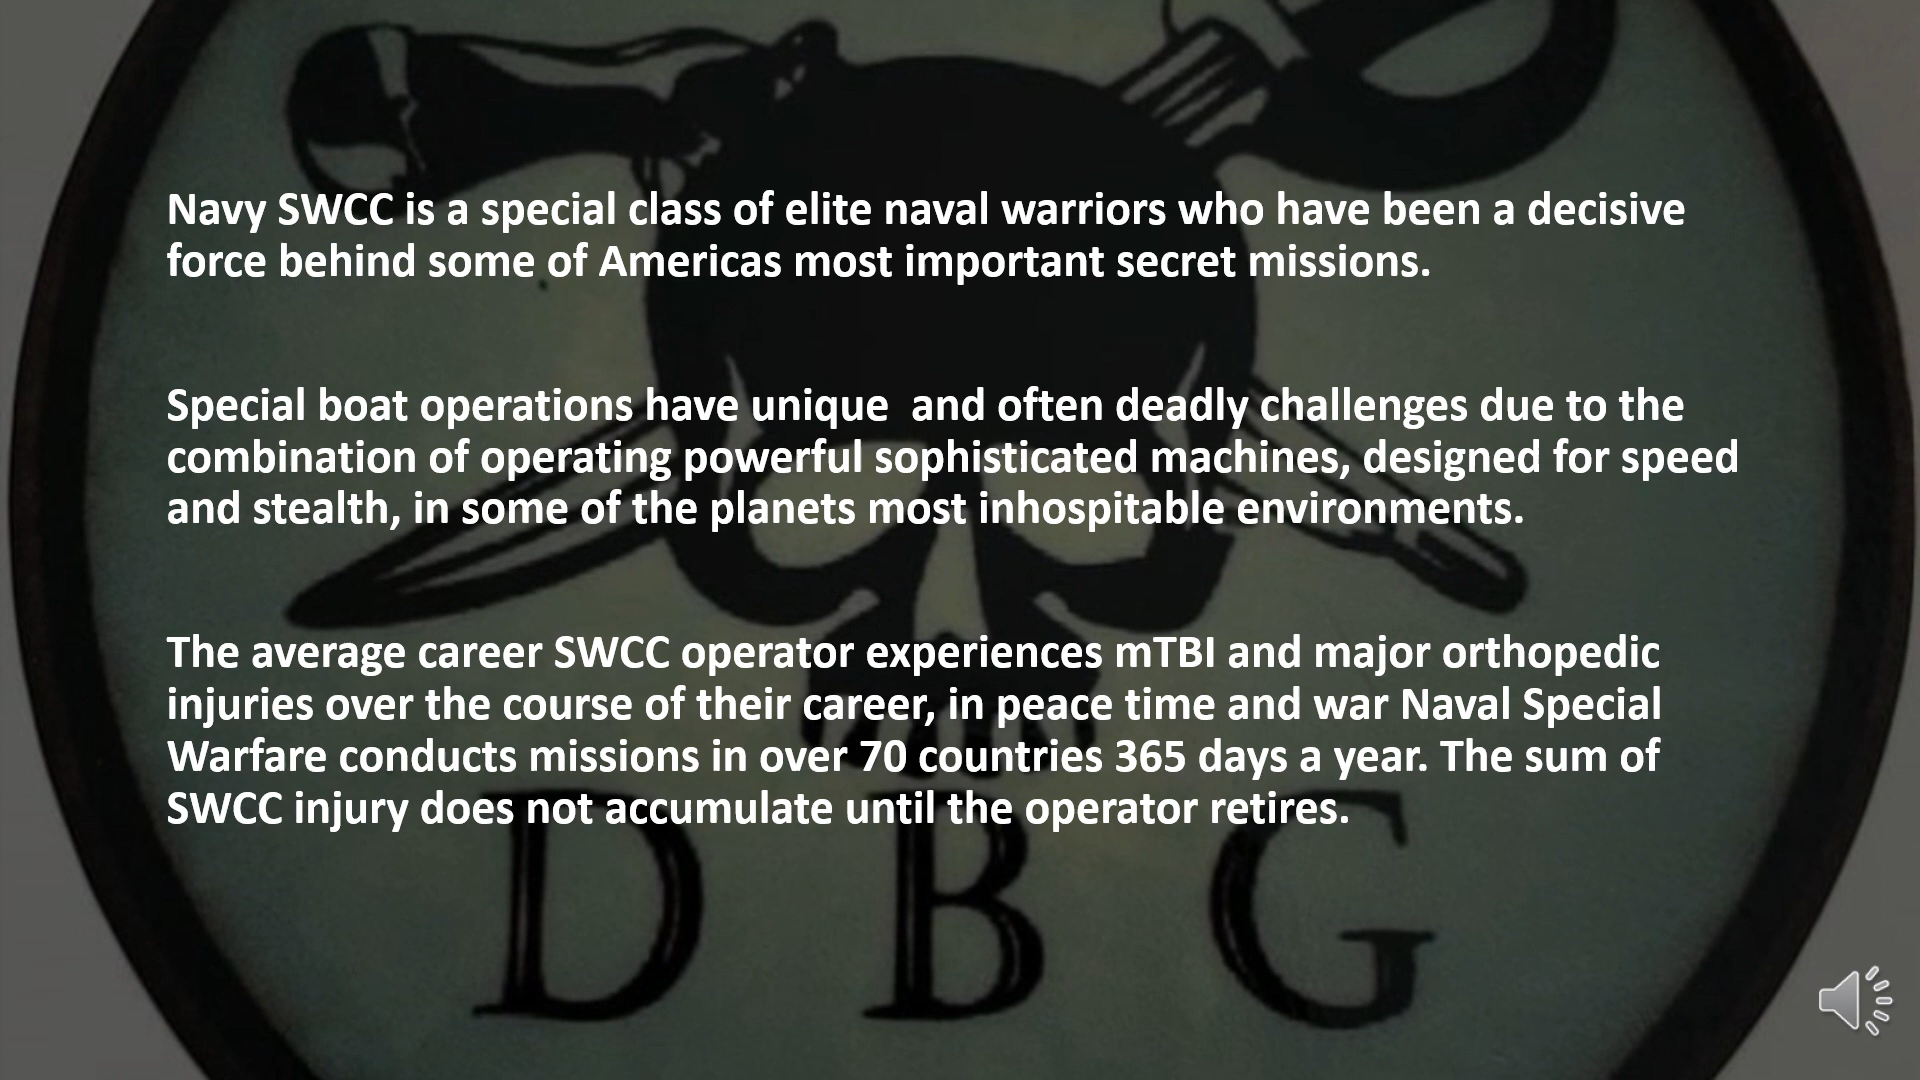 Navy SWCC is a special class of elite naval warriors who have been a decisive
force behind some of Americas most important secret missions.
Special boat operations have unique  and often deadly challenges due to the
combination of operating powerful sophisticated machines, designed for speed
and stealth, in some of the planets most inhospitable environments.
The average career SWCC operator experiences mTBI and major orthopedic
injuries over the course of their career, in peace time and war Naval Special
Warfare conducts missions in over 70 countries 365 days a year. The sum of
SWCC injury does not accumulate until the operator retires.
D B G